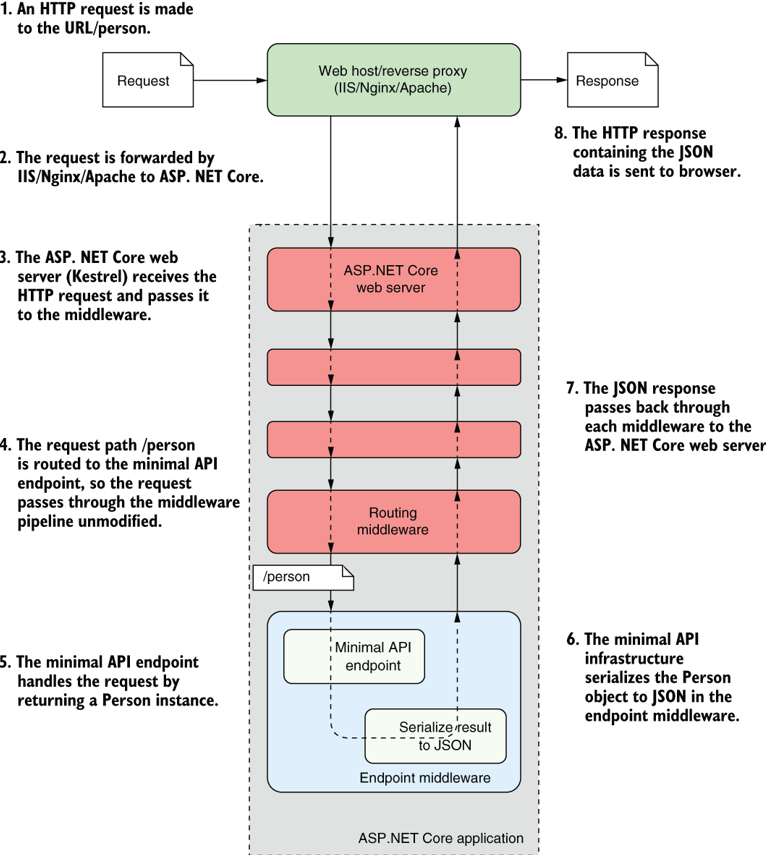 1. An HTTP request is made
to the URL/person.
Request
Web host/reverse proxy
(IIS/Nginx/Apache)
Response
8. The HTTP response
containing the JSON
data is sent to browser.
2. The request is forwarded by
IIS/Nginx/Apache to ASP. NET Core.
3. The ASP. NET Core web
server (Kestrel) receives the
HTTP request and passes it
to the middleware.
ASP.NET Core
web server
7. The JSON response
passes back through
each middleware to the
ASP. NET Core web server
4. The request path /person
is routed to the minimal API
endpoint, so the request
passes through the middleware
pipeline unmodified.
Routing
middleware
/person
5. The minimal API endpoint
handles the request by
returning a Person instance.
Minimal API
endpoint
6. The minimal API
infrastructure
serializes the Person
object to JSON in the
endpoint middleware.
Serialize result
to JSON
Endpoint middleware
ASP.NET Core application